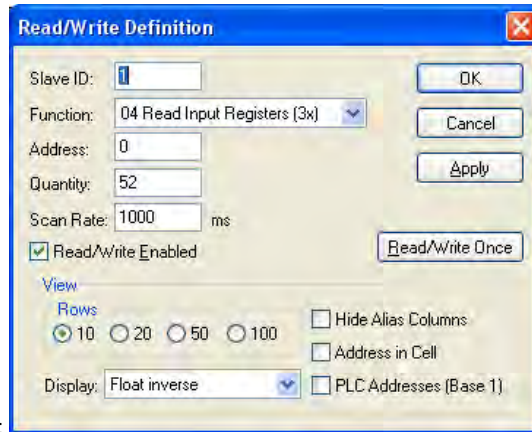 Read/Write Definition
Slave ID: 1
OK
Function: 04 Read Input Registers (3x)
Cancel
Address: 0
Apply
Quantity: 52
Scan Rate: 1000 ms
Read/Write Enabled
Read/Write Once
View
Rows
10 20 50 100
Hide Alias Columns
Address in Cell
Display: Float inverse
PLC Addresses (Base 1)